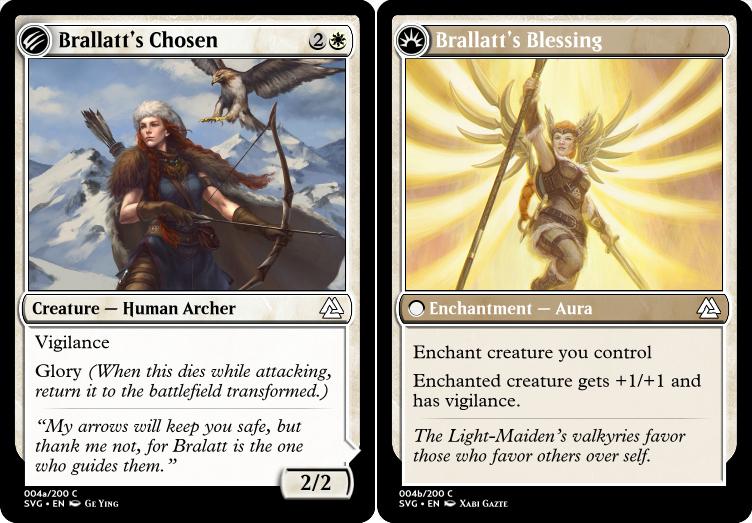 Brallatt's Chosen 2
Creature — Human Archer
Vigilance
Glory (When this dies while attacking,
return it to the battlefield transformed.)
“My arrows will keep you safe, but
thank me not, for Bralatt is the one
who guides them.”
2/2
004a/200 C
SVG • EN Ge Ying
Brallatt's Blessing
Enchantment — Aura
Enchant creature you control
Enchanted creature gets +1/+1 and
has vigilance.
The Light-Maiden's valkyries favor
those who favor others over self.
004b/200 C
SVG • EN Xabi Gazte